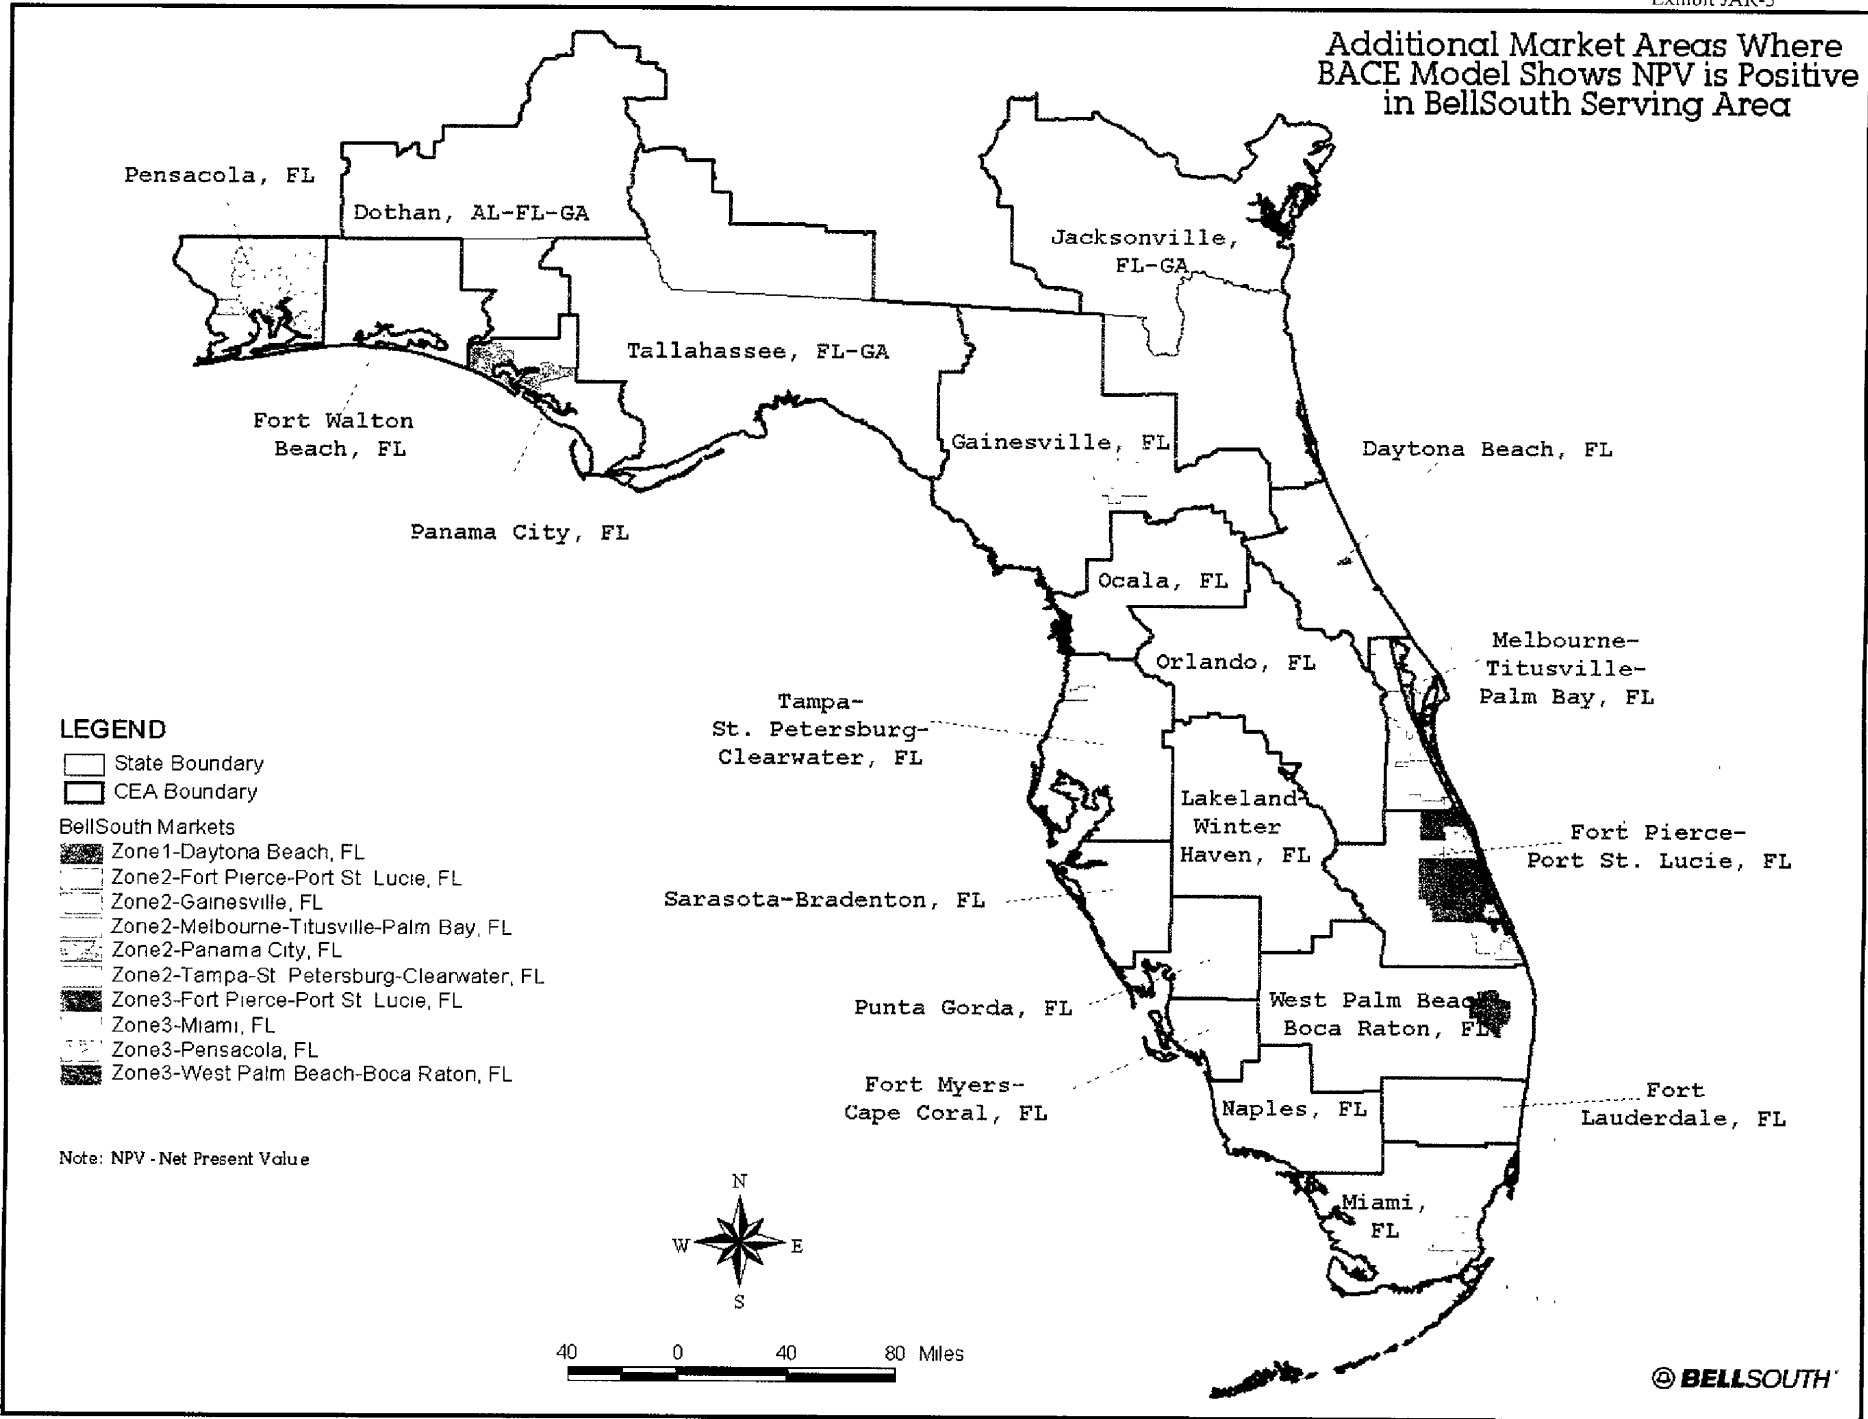 Exhibit JAR-5
Additional Market Areas Where
BACE Model Shows NPV is Positive
in BellSouth Serving Area
Pensacola, FL
Dothan, AL-FL-GA
Jacksonville,
FL-GA
Tallahassee, FL-GA
Fort Walton
Beach, FL
Gainesville, FL
Daytona Beach, FL
Panama City, FL
Ocala, FL
Melbourne-
Titusville-
Palm Bay, FL
Orlando, FL
Tampa-
St. Petersburg-
Clearwater, FL
Lakeland-
Winter
Haven, FL
Fort Pierce-
Port St. Lucie, FL
Sarasota-Bradenton, FL
Punta Gorda, FL
West Palm Beac
Boca Raton, FL
Fort Myers-
Cape Coral, FL
Naples, FL
Fort
Lauderdale, FL
Miami,
FL
LEGEND
State Boundary
CEA Boundary
BellSouth Markets
Zone1-Daytona Beach, FL
Zone2-Fort Pierce-Port St Lucie, FL
Zone2-Gainesville, FL
Zone2-Melbourne-Titusville-Palm Bay, FL
Zone2-Panama City, FL
Zone2-Tampa-St Petersburg-Clearwater, FL
Zone3-Fort Pierce-Port St Lucie, FL
Zone3-Miami, FL
Zone3-Pensacola, FL
Zone3-West Palm Beach-Boca Raton, FL
Note: NPV - Net Present Value
N
W E
S
40 0 40 80 Miles
BELLSOUTH